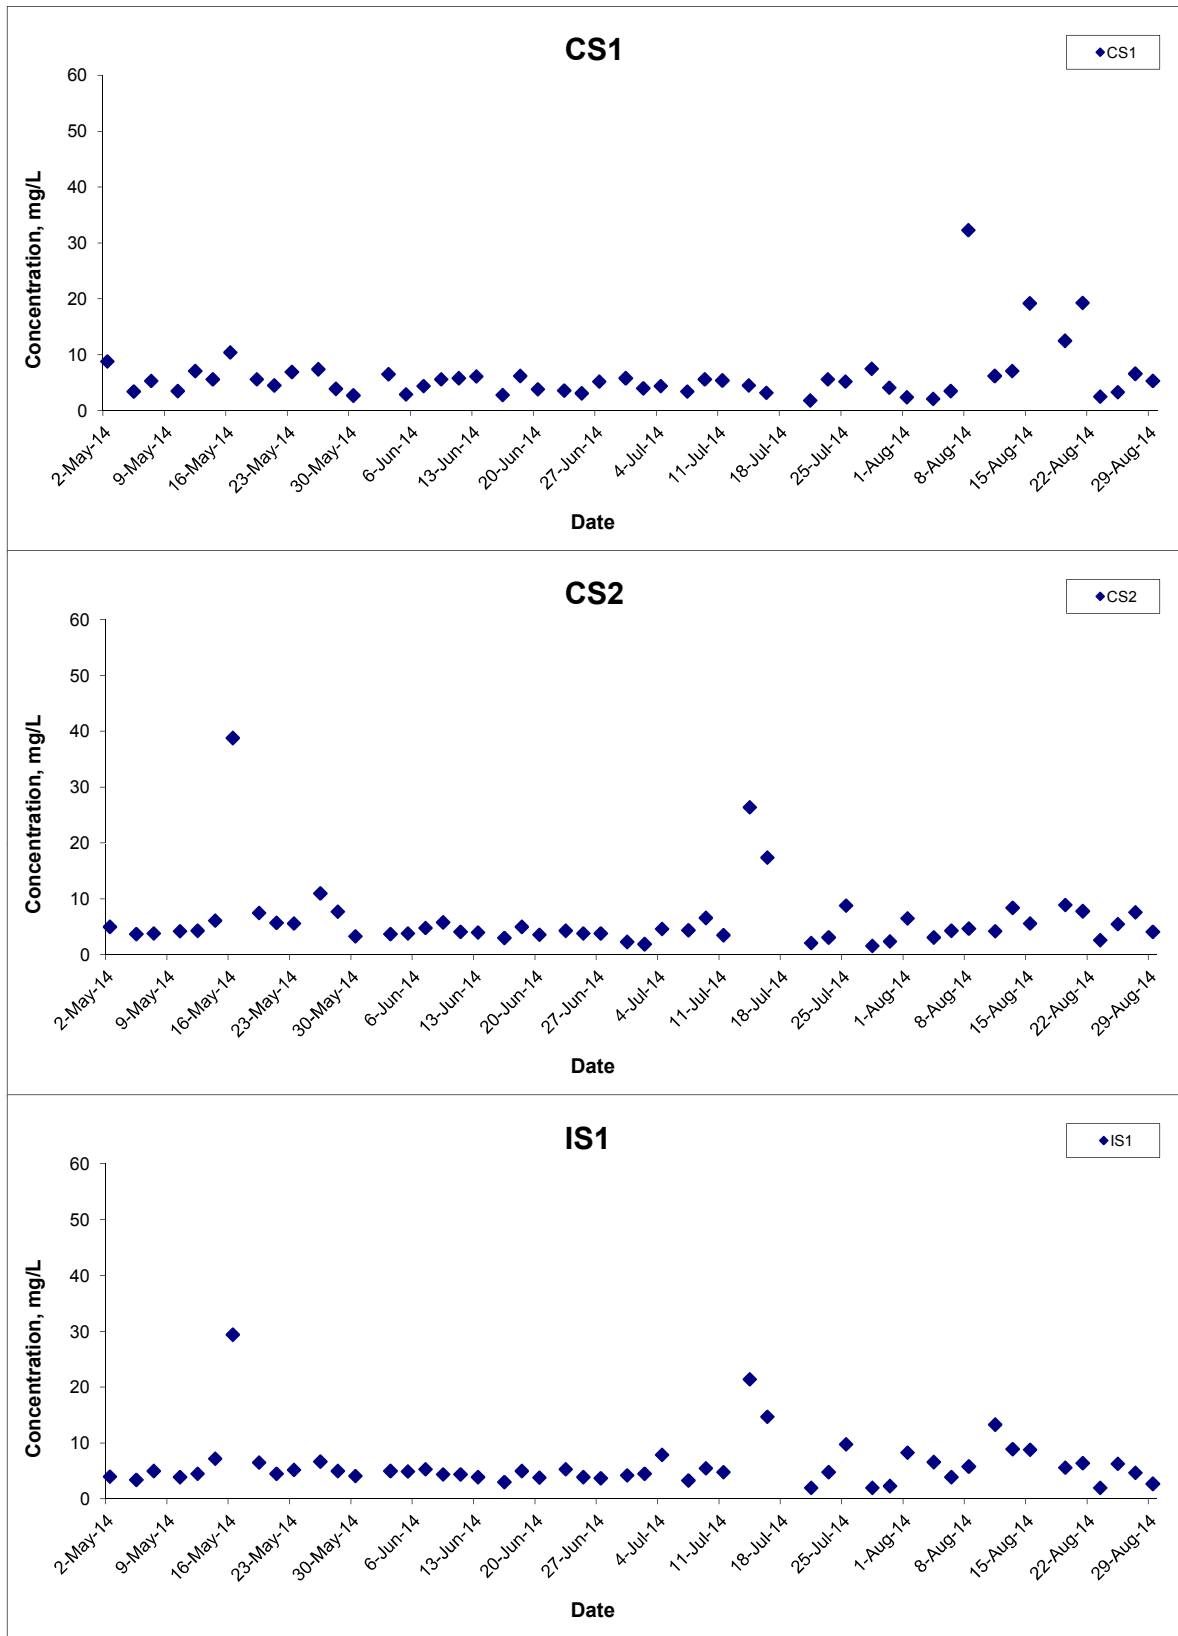 CS1
CS1
60
50
40
30
20
10
0
Concentration, mg/L
2-May-14
9-May-14
16-May-14
23-May-14
30-May-14
6-Jun-14
13-Jun-14
20-Jun-14
27-Jun-14
4-Jul-14
11-Jul-14
18-Jul-14
25-Jul-14
1-Aug-14
8-Aug-14
15-Aug-14
22-Aug-14
29-Aug-14
Date
CS2
CS2
60
50
40
30
20
10
0
Concentration, mg/L
2-May-14
9-May-14
16-May-14
23-May-14
30-May-14
6-Jun-14
13-Jun-14
20-Jun-14
27-Jun-14
4-Jul-14
11-Jul-14
18-Jul-14
25-Jul-14
1-Aug-14
8-Aug-14
15-Aug-14
22-Aug-14
29-Aug-14
Date
IS1
IS1
60
50
40
30
20
10
0
Concentration, mg/L
2-May-14
9-May-14
16-May-14
23-May-14
30-May-14
6-Jun-14
13-Jun-14
20-Jun-14
27-Jun-14
4-Jul-14
11-Jul-14
18-Jul-14
25-Jul-14
1-Aug-14
8-Aug-14
15-Aug-14
22-Aug-14
29-Aug-14
Date